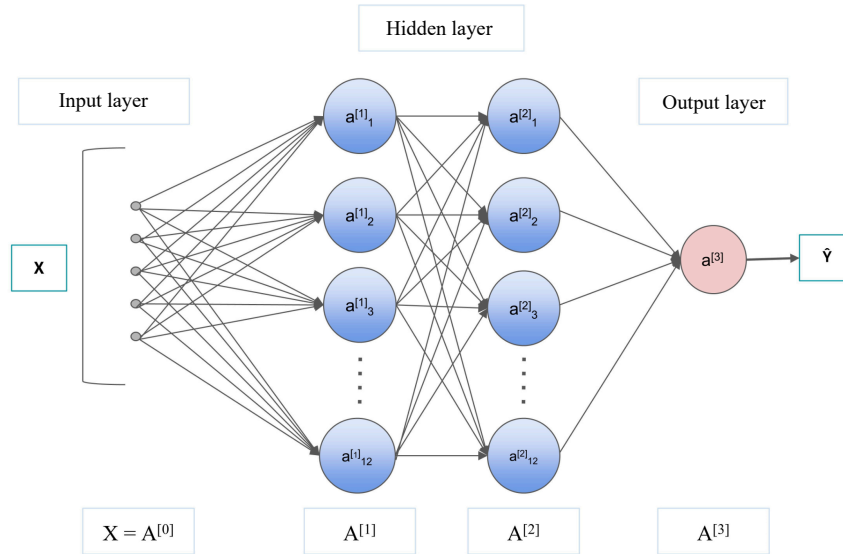 Hidden layer
Input layer
Output layer
X
a[1]1
a[1]2
a[1]3
a[1]12
a[2]1
a[2]2
a[2]3
a[2]12
a[3]
Ŷ
X = A[0]
A[1]
A[2]
A[3]